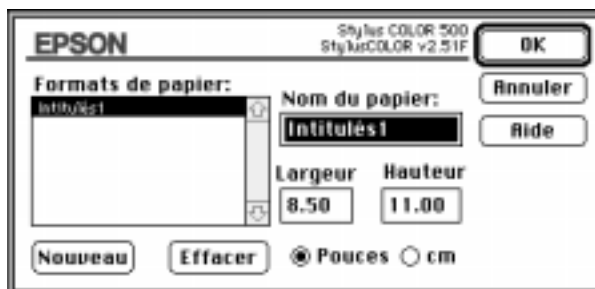 EPSON
Stylus COLOR 500
StylusCOLOR v2.51F
OK
Annuler
Aide
Formats de papier:
Intitulés1
Nom du papier:
Intitulés1
Largeur Hauteur
8.50 11.00
Nouveau Effacer Pouces cm